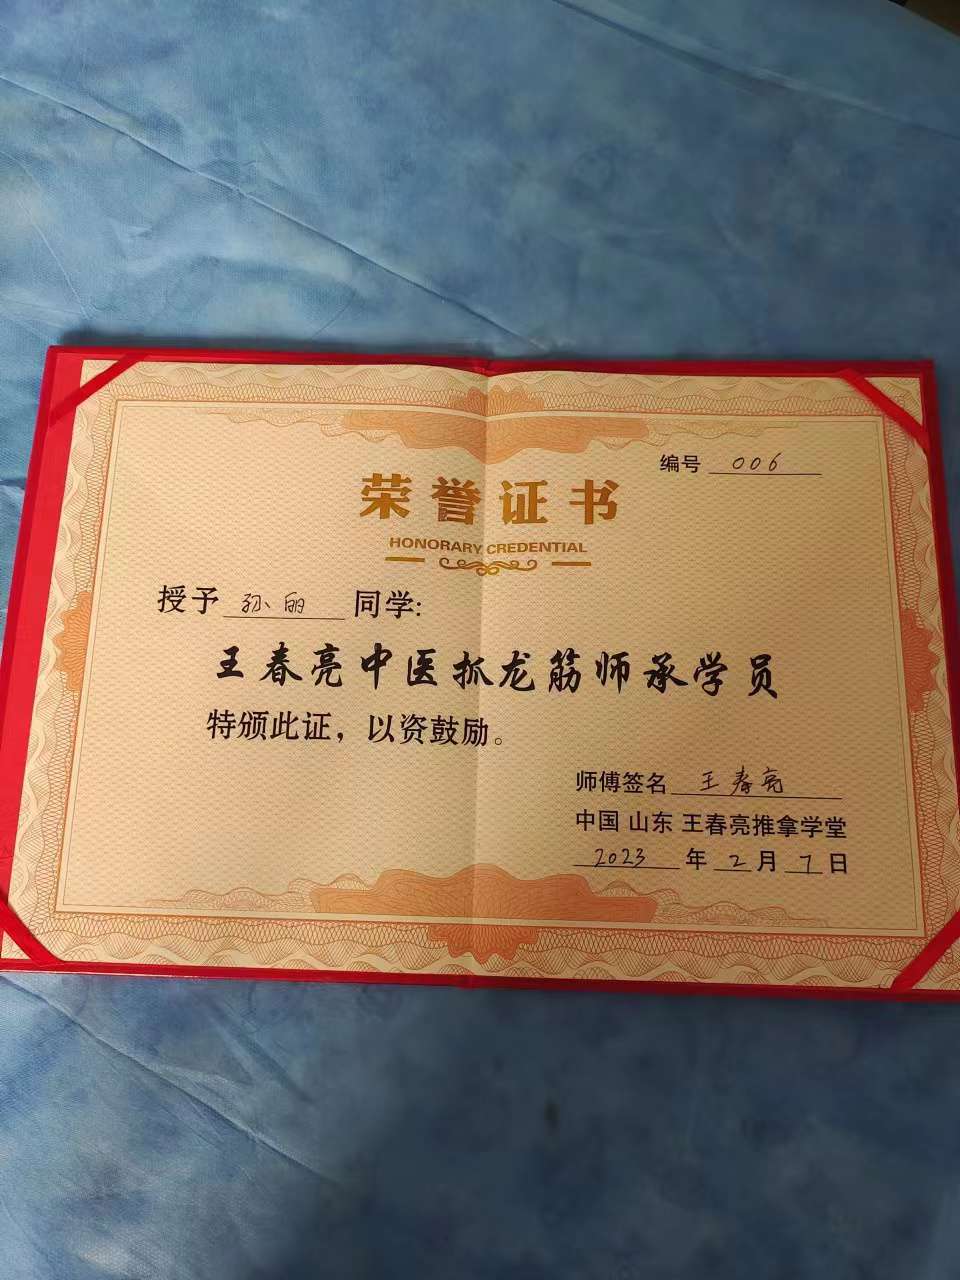 编号 006
荣誉证书
HONORARY CREDENTIAL
授予 孙丽 同学:
王春亮中医抓龙筋师承学员
特颁此证，以资鼓励。
师傅签名 王春亮
中国 山东 王春亮推拿学堂
2023 年 2 月 7 日